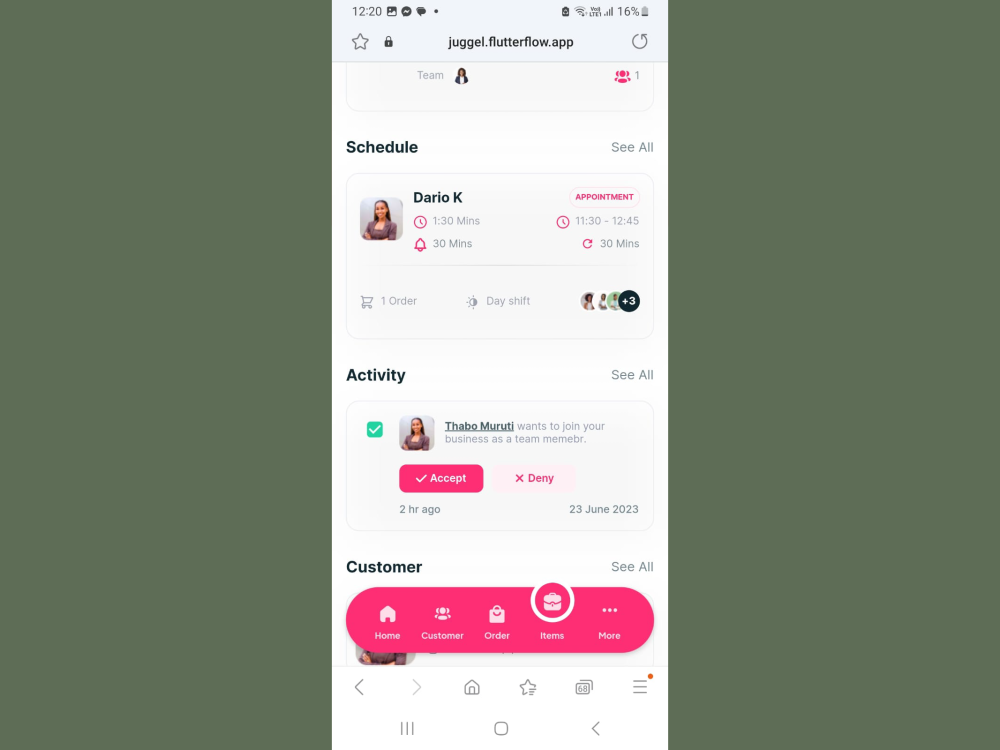 12:20 Vo)) LTE1 16%
juggel.flutterflow.app
Team 1
Schedule See All
Dario K APPOINTMENT
1:30 Mins 11:30 - 12:45
30 Mins 30 Mins
1 Order Day shift +3
Activity See All
Thabo Muruti wants to join your
business as a team memebr.
Accept Deny
2 hr ago 23 June 2023
Customer See All
Home Customer Order Items More
68